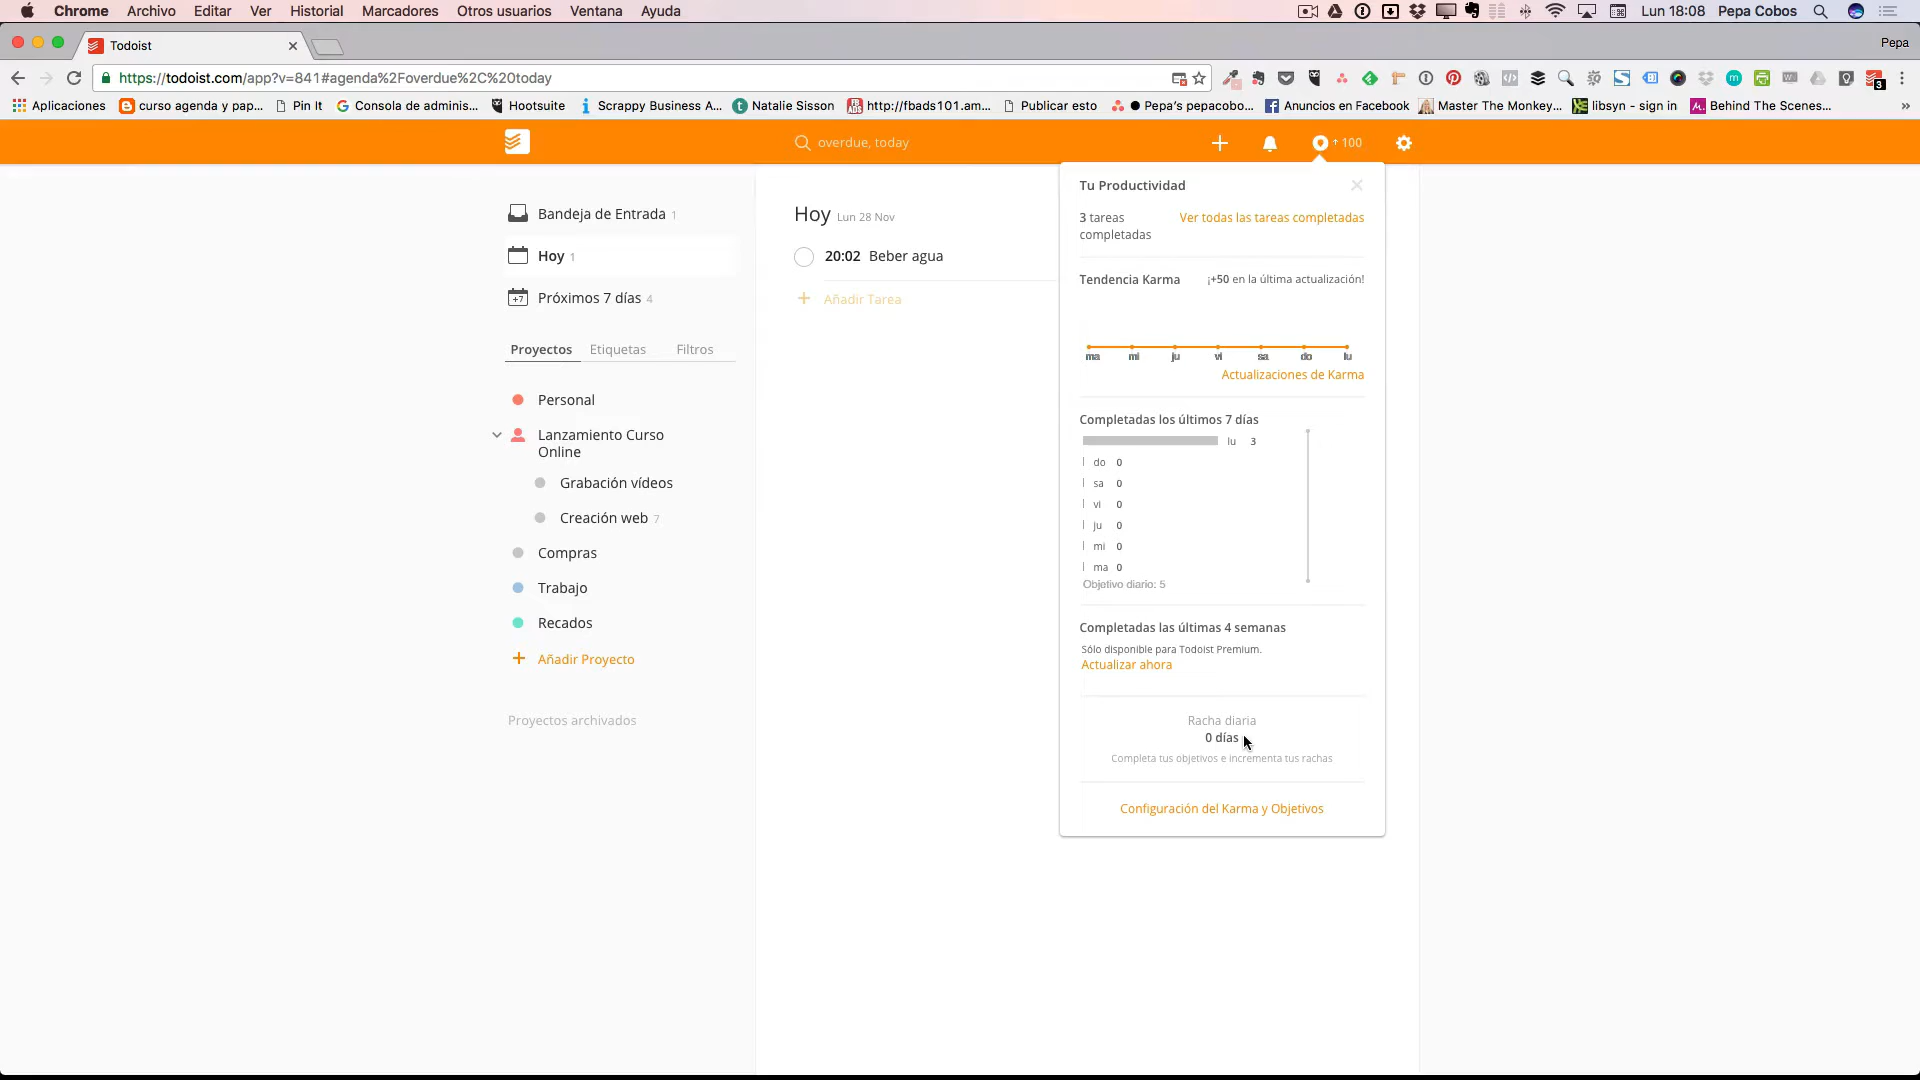 Chrome Archivo Editar Ver Historial Marcadores Otros usuarios Ventana Ayuda Lun 18:08 Pepa Cobos
Todoist Pepa
https://todoist.com/app?v=841#agenda%2Foverdue%2C%20today
Aplicaciones curso agenda y pap... Pin It Consola de adminis... Hootsuite Scrappy Business A... Natalie Sisson http://fbads101.am... Publicar esto Pepa's pepacobo... Anuncios en Facebook Master The Monkey... libsyn - sign in Behind The Scenes...
overdue, today 100
Tu Productividad
3 tareas completadas
Ver todas las tareas completadas
Tendencia Karma ¡+50 en la última actualización!
ma mi ju vi sa do lu
Actualizaciones de Karma
Completadas los últimos 7 días
lu 3
do 0
sa 0
vi 0
ju 0
mi 0
ma 0
Objetivo diario: 5
Completadas las últimas 4 semanas
Sólo disponible para Todoist Premium.
Actualizar ahora
Racha diaria
0 días
Completa tus objetivos e incrementa tus rachas
Configuración del Karma y Objetivos
Bandeja de Entrada 1
Hoy 1
+7 Próximos 7 días 4
Proyectos Etiquetas Filtros
Personal
Lanzamiento Curso
Online
Grabación vídeos
Creación web 7
Compras
Trabajo
Recados
+ Añadir Proyecto
Proyectos archivados
Hoy Lun 28 Nov
20:02 Beber agua
+ Añadir Tarea